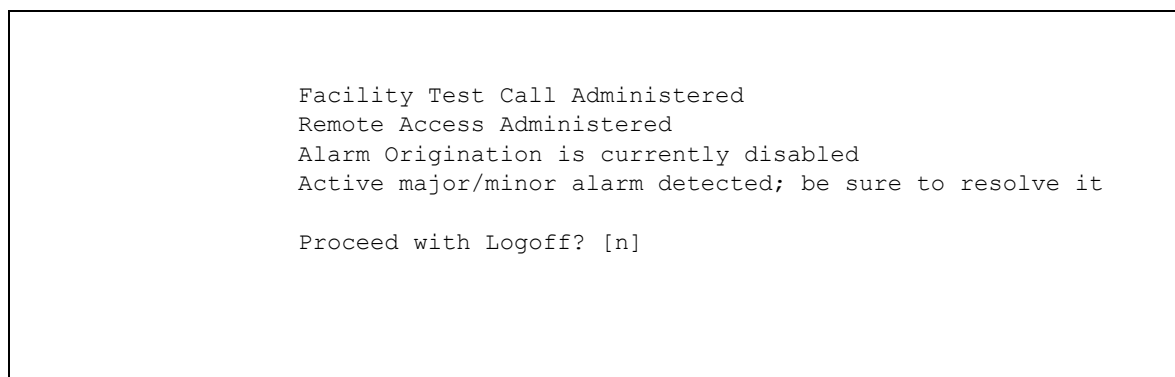 Facility Test Call Administered
Remote Access Administered
Alarm Origination is currently disabled
Active major/minor alarm detected; be sure to resolve it
Proceed with Logoff? [n]